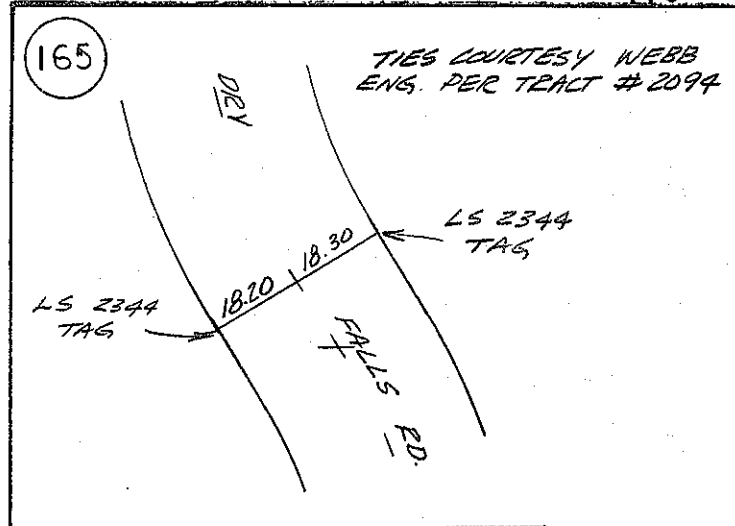 165
TIES COURTESY WEBB
ENG. PER TRACT # 2094
DRY
LS 2344
TAG
18.20
18.30
LS 2344
TAG
FALLS RD.